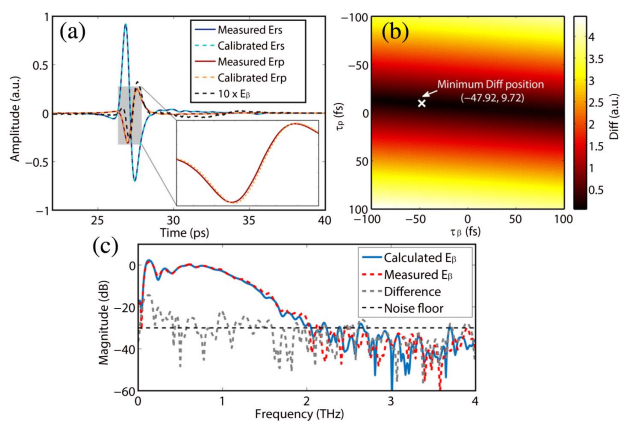 (a)
Measured Ers
Calibrated Ers
Measured Erp
Calibrated Erp
10 x Eβ
1
0.5
0
-0.5
-1
Amplitude (a.u.)
25
30
35
40
Time (ps)
(b)
-100
-50
0
50
100
τp (fs)
Minimum Diff position
(−47.92, 9.72)
-100
-50
0
50
100
τβ (fs)
4
3.5
3
2.5
2
1.5
1
0.5
Diff (a.u.)
(c)
Calculated Eβ
Measured Eβ
Difference
Noise floor
0
-20
-40
-60
Magnitude (dB)
0
1
2
3
4
Frequency (THz)